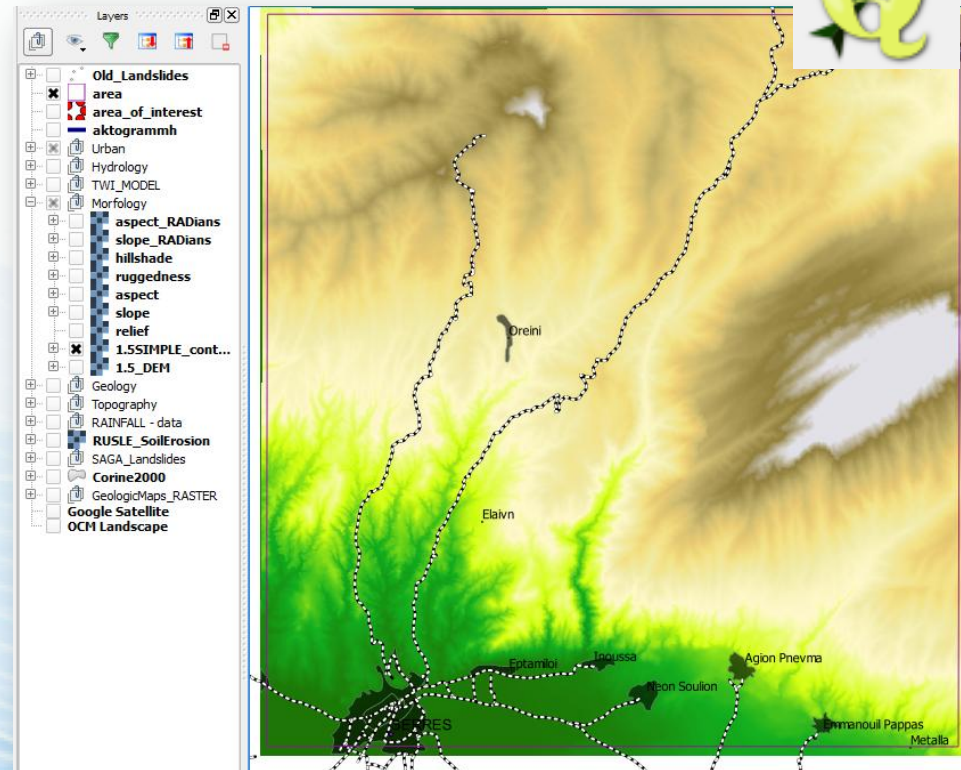 Layers
Old_Landslides
area
area_of_interest
aktogrammh
Urban
Hydrology
TWI_MODEL
Morfology
aspect_RADians
slope_RADians
hillshade
ruggedness
aspect
slope
relief
1.5SIMPLE_cont...
1.5_DEM
Geology
Topography
RAINFALL - data
RUSLE_SoilErosion
SAGA_Landslides
Corine2000
GeologicMaps_RASTER
Google Satellite
OCM Landscape
Oreini
Elaivn
Eptamiloi
Inoussa
Agion Pnevma
Neon Soulion
SERRES
Emmanouil Pappas
Metalla